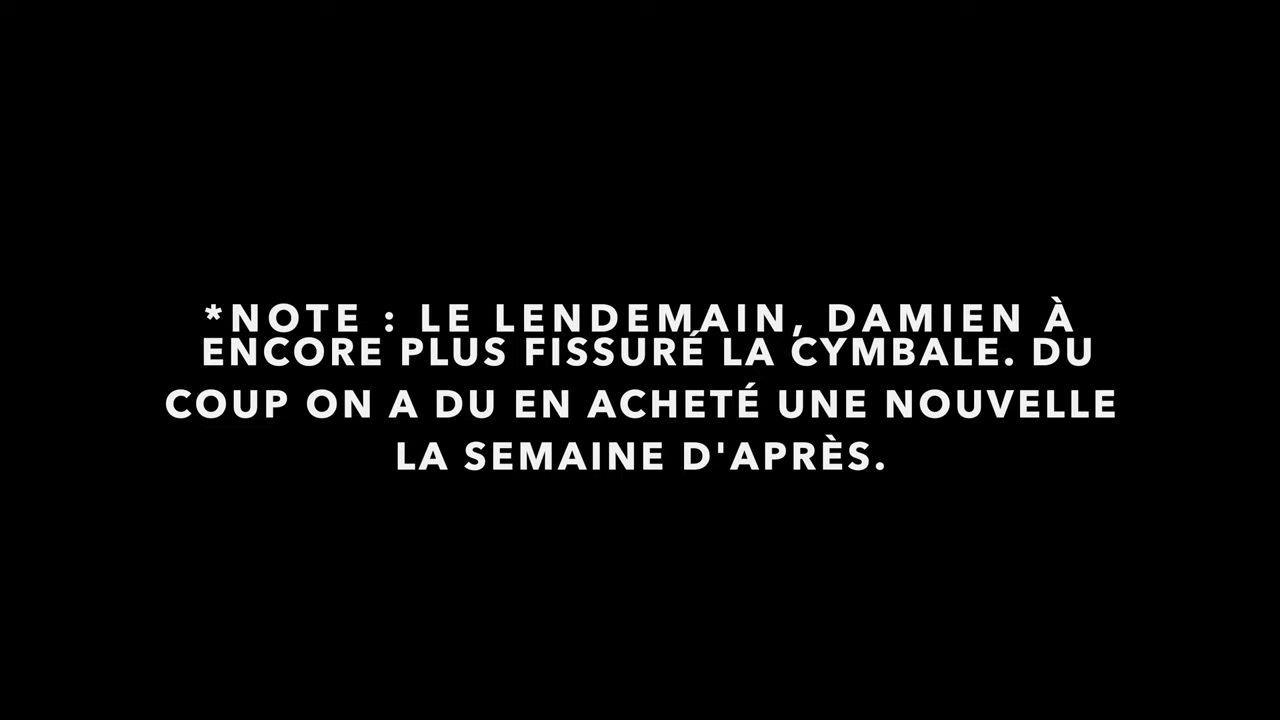 *NOTE : LE LENDEMAIN, DAMIEN À
ENCORE PLUS FISSURÉ LA CYMBALE. DU
COUP ON A DU EN ACHETÉ UNE NOUVELLE
LA SEMAINE D'APRÈS.